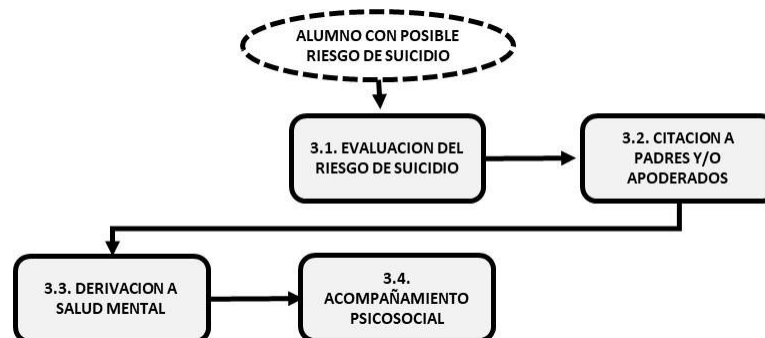 ALUMNO CON POSIBLE
RIESGO DE SUICIDIO
3.1. EVALUACION DEL
RIESGO DE SUICIDIO
3.2. CITACION A
PADRES Y/O
APODERADOS
3.3. DERIVACION A
SALUD MENTAL
3.4.
ACOMPAÑAMIENTO
PSICOSOCIAL